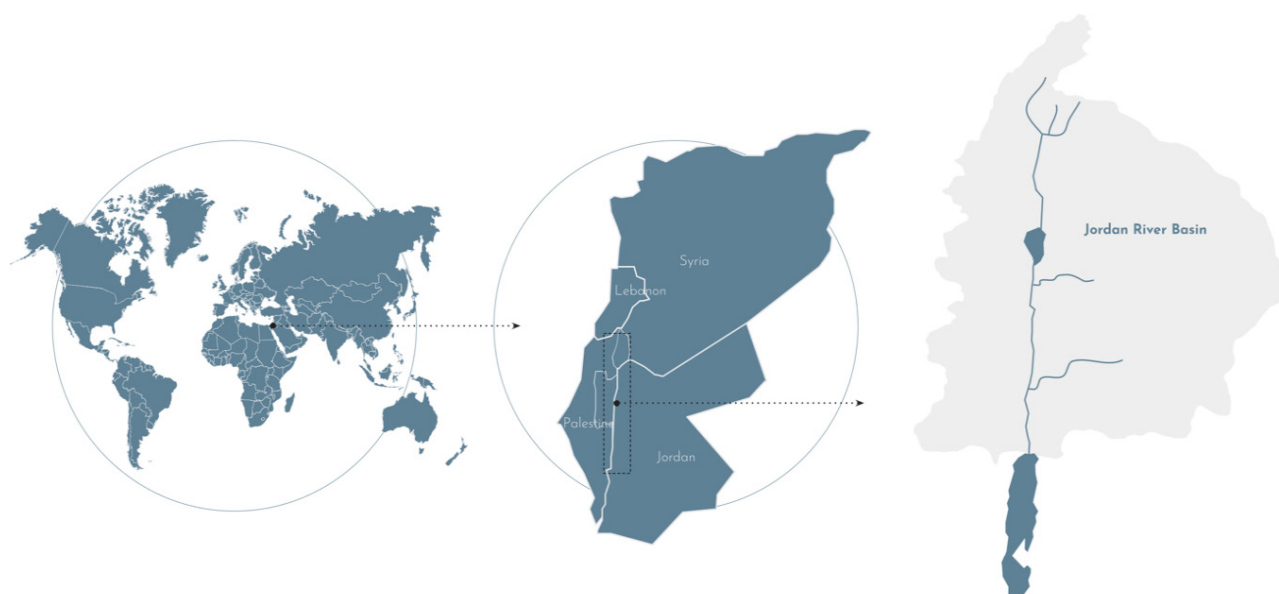 Syria
Lebanon
Palestine
Jordan
Jordan River Basin